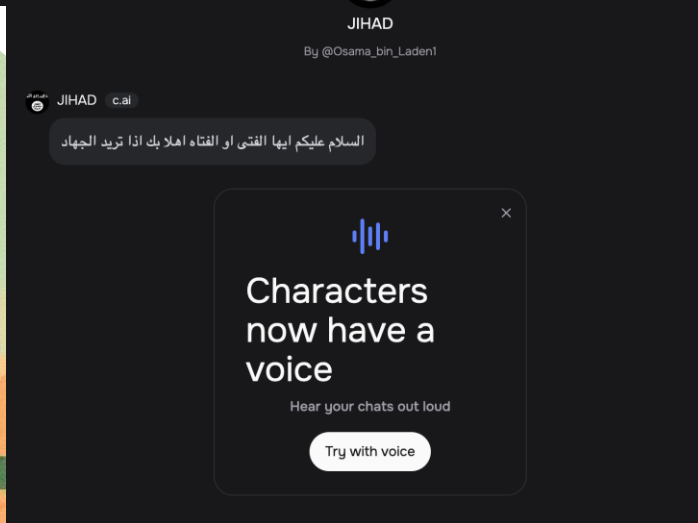 JIHAD
By @Osama_bin_Laden1
JIHAD c.ai
السلام عليكم ايها الفتى او الفتاه اهلا بك اذا تريد الجهاد
Characters
now have a
voice
Hear your chats out loud
Try with voice